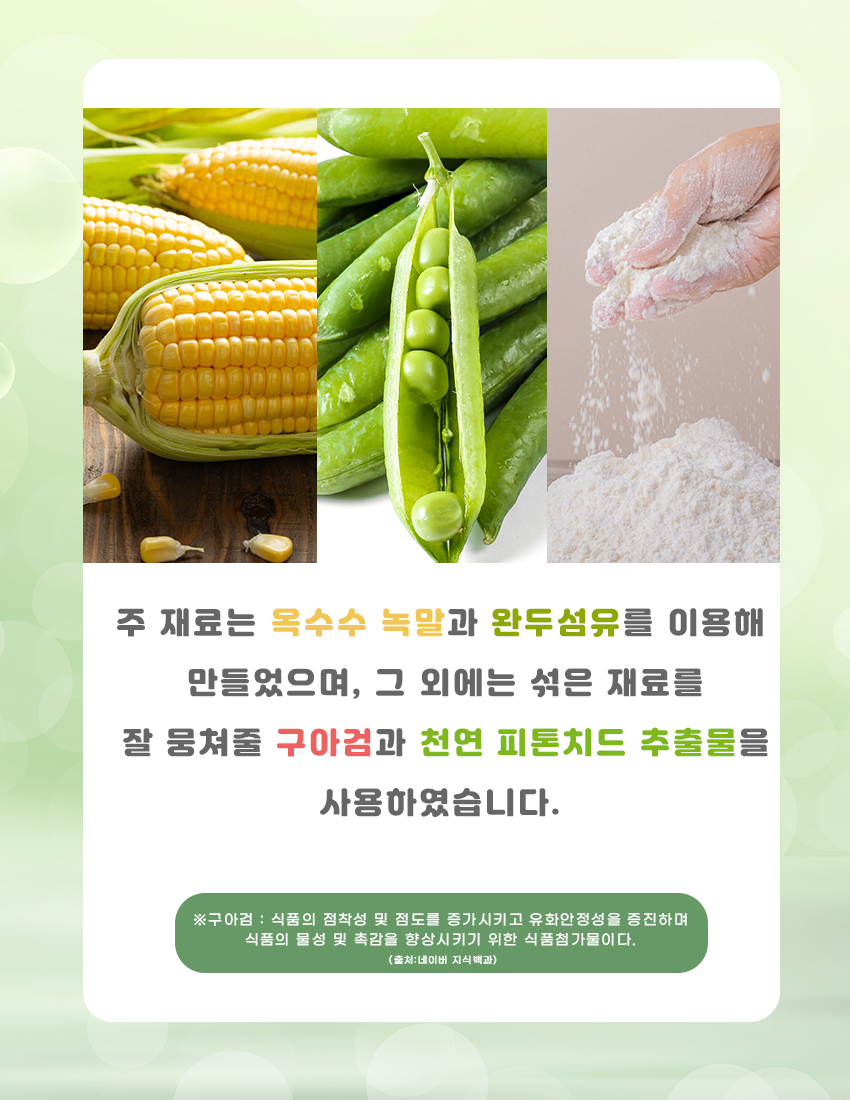 주 재료는 옥수수 녹말과 완두섬유를 이용해
만들었으며, 그 외에는 섞은 재료를
잘 뭉쳐줄 구아검과 천연 피톤치드 추출물을
사용하였습니다.
※구아검 : 식품의 점착성 및 점도를 증가시키고 유화안정성을 증진하며
식품의 물성 및 촉감을 향상시키기 위한 식품첨가물이다.
(출처:네이버 지식백과)